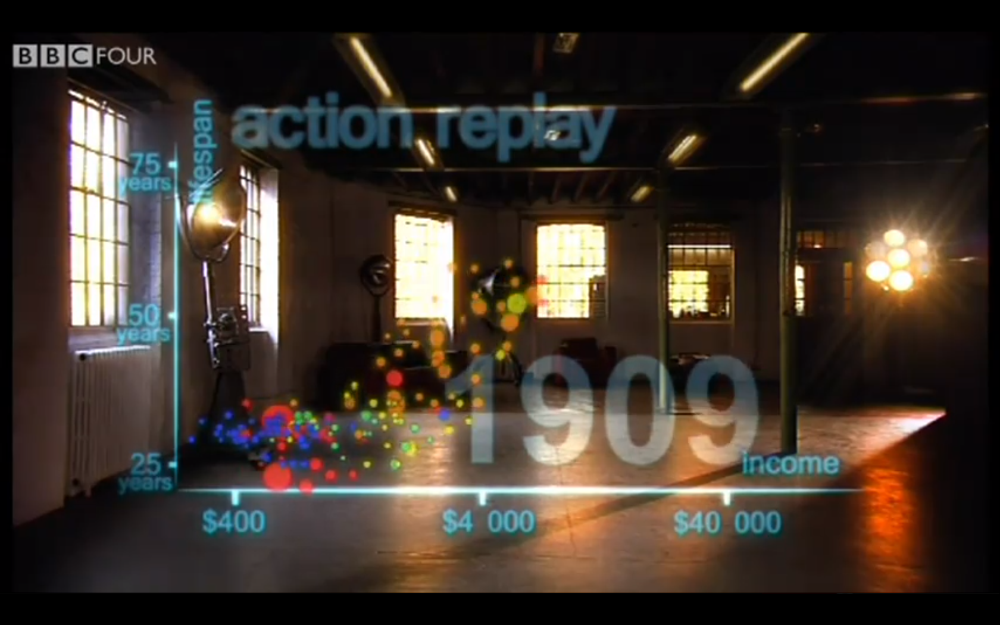 BBC FOUR
lifespan
action replay
75
years
50
years
25
years
1909
income
$400
$4 000
$40 000